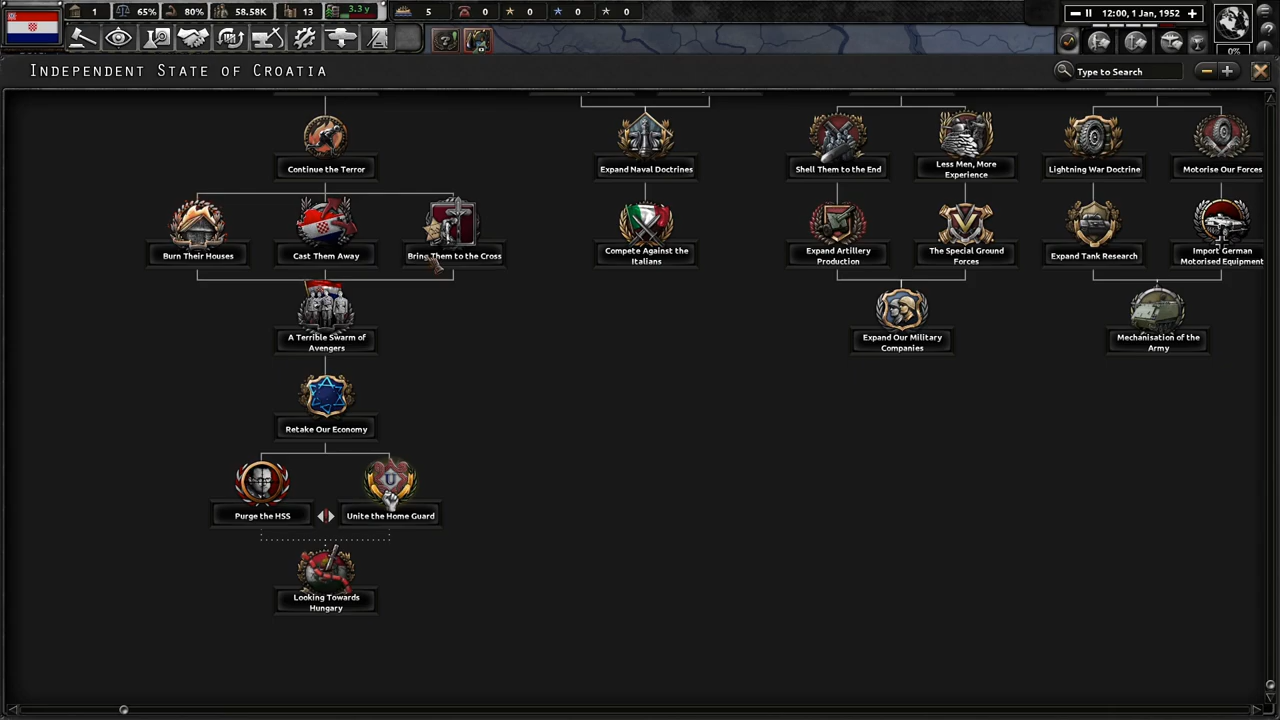 1 65% 80% 58.58K 13 3.3 y 5 0 0 0 0
12:00, 1 Jan, 1952
0%
INDEPENDENT STATE OF CROATIA
Type to Search
Continue the Terror
Expand Naval Doctrines
Shell Them to the End
Less Men, More
Experience
Lightning War Doctrine
Motorise Our Forces
Burn Their Houses
Cast Them Away
Bring Them to the Cross
Compete Against the
Italians
Expand Artillery
Production
The Special Ground
Forces
Expand Tank Research
Import German
Motorised Equipment
A Terrible Swarm of
Avengers
Expand Our Military
Companies
Mechanisation of the
Army
Retake Our Economy
U
Purge the HSS
Unite the Home Guard
Looking Towards
Hungary